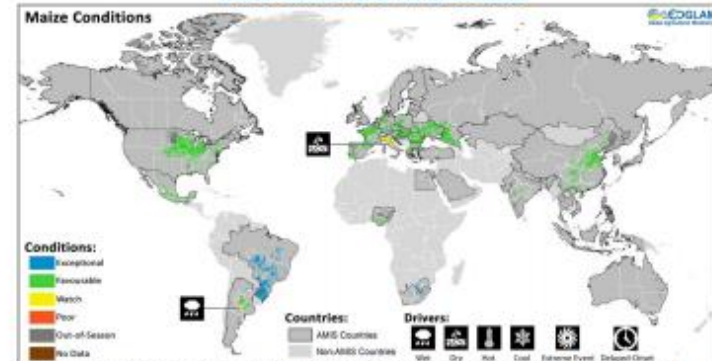 Maize Conditions
GEOGLAM
Conditions:
Exceptional
Favourable
Watch
Poor
Out-of-Season
No Data
Countries:
AMIS Countries
Non-AMIS Countries
Drivers:
Wet
Dry
Hot
Cool
Extreme Event
Delayed-Onset